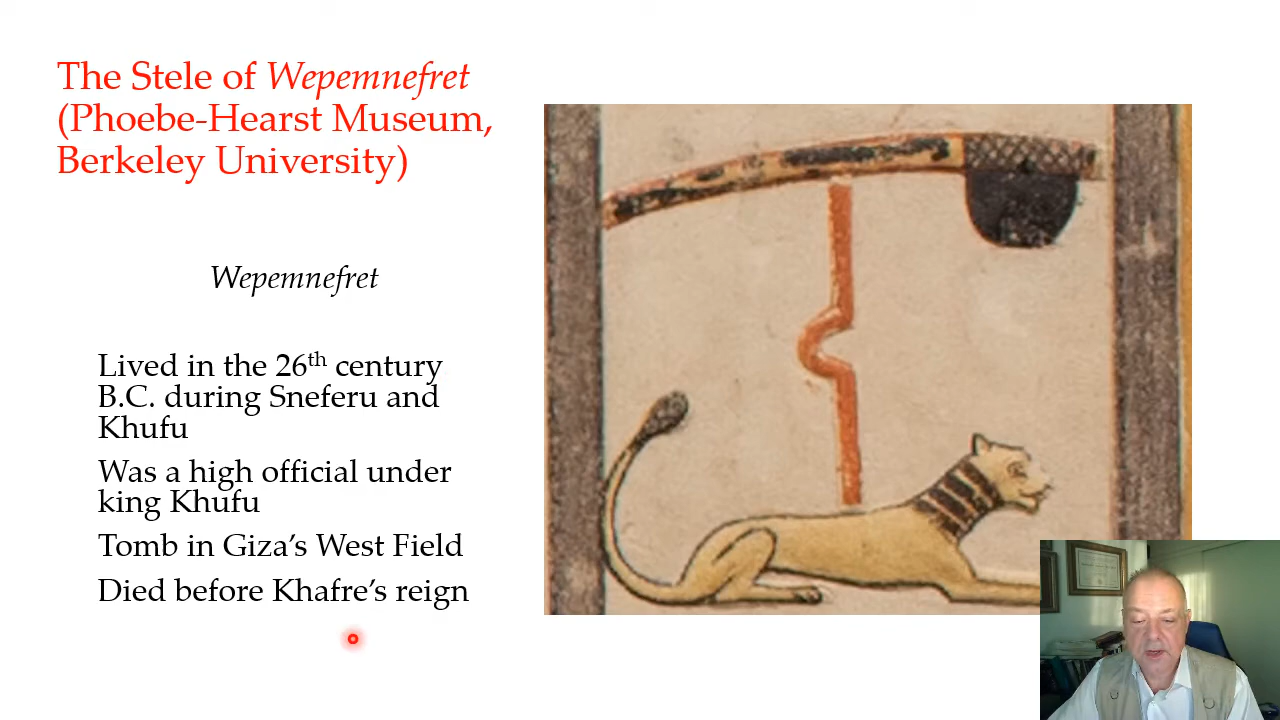 The Stele of Wepemnefret
(Phoebe-Hearst Museum,
Berkeley University)
Wepemnefret
Lived in the 26th century
B.C. during Sneferu and
Khufu
Was a high official under
king Khufu
Tomb in Giza’s West Field
Died before Khafre’s reign